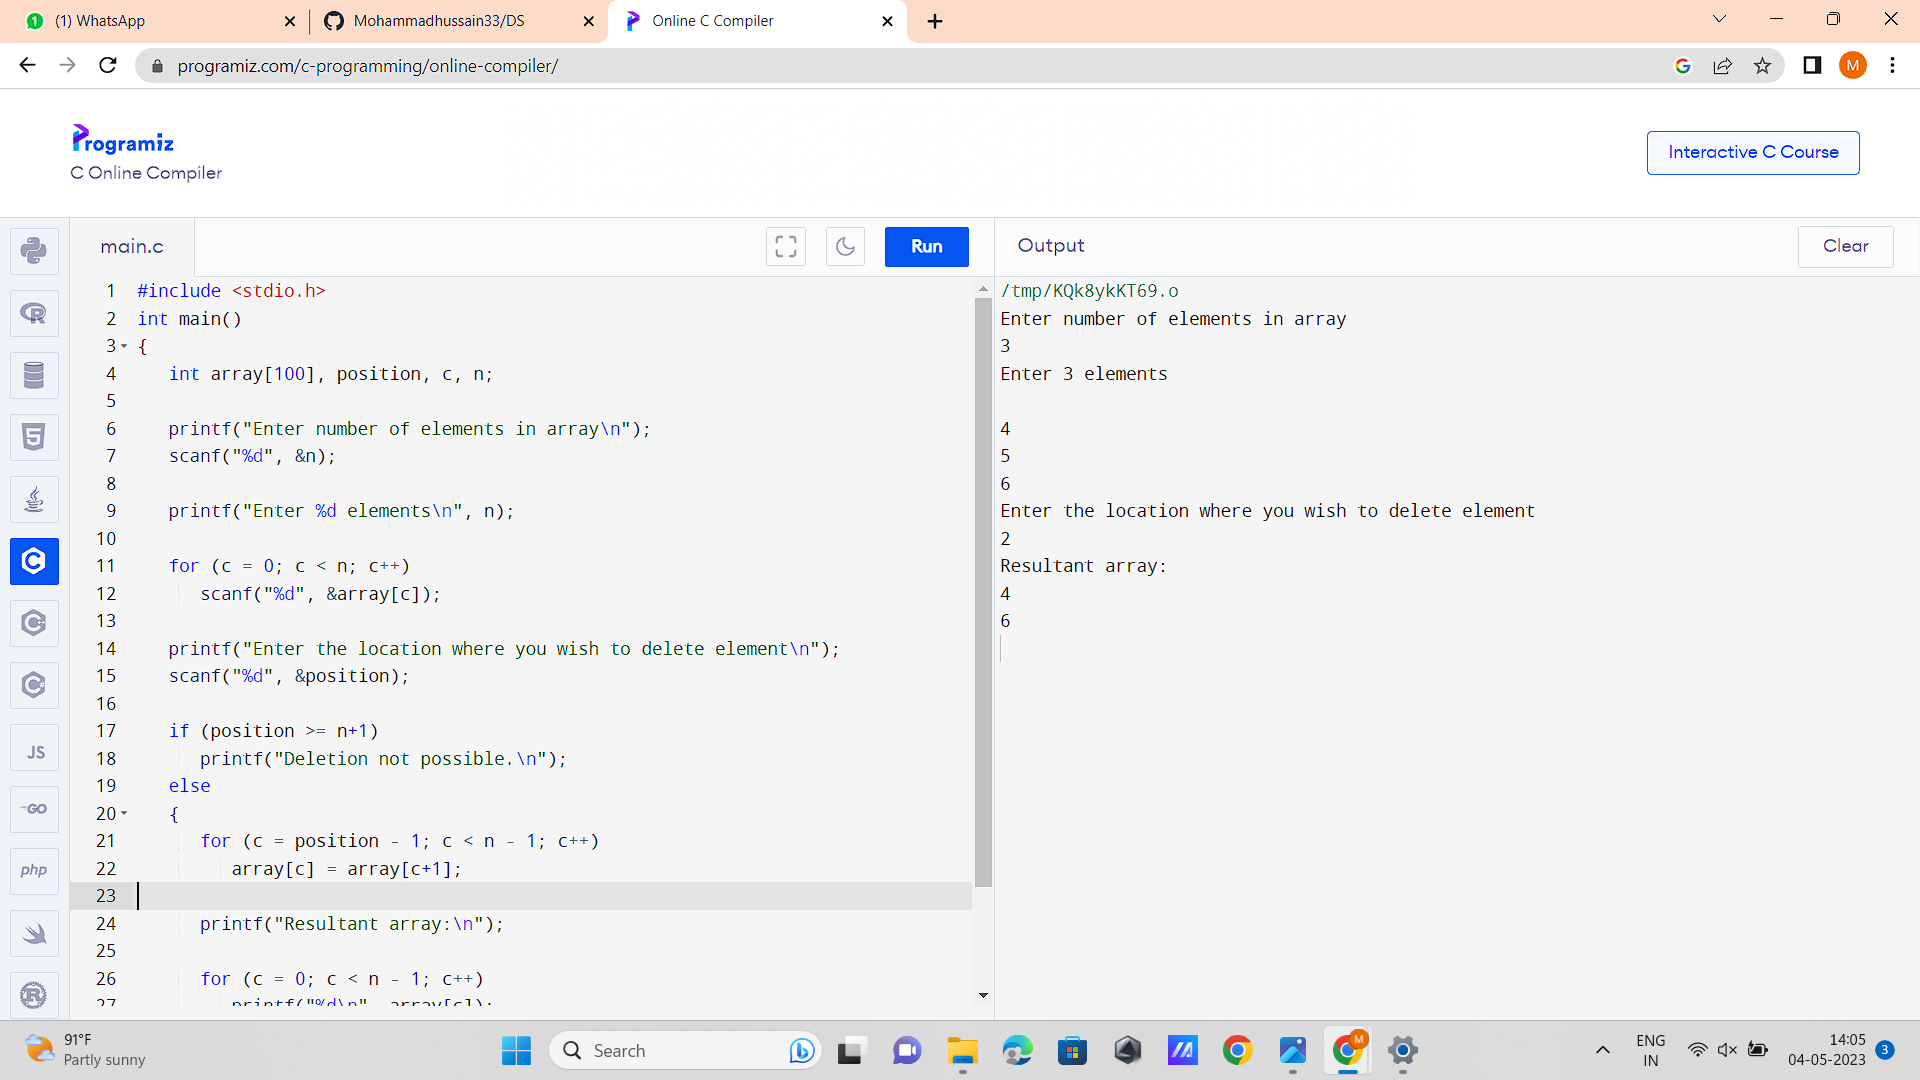 (1) WhatsApp
Mohammadhussain33/DS
Online C Compiler
programiz.com/c-programming/online-compiler/
M
Programiz
C Online Compiler
Interactive C Course
main.c
Run
Output
Clear
1 #include <stdio.h>
2 int main()
3 {
4 int array[100], position, c, n;
5
6 printf("Enter number of elements in array\n");
7 scanf("%d", &n);
8
9 printf("Enter %d elements\n", n);
10
11 for (c = 0; c < n; c++)
12 scanf("%d", &array[c]);
13
14 printf("Enter the location where you wish to delete element\n");
15 scanf("%d", &position);
16
17 if (position >= n+1)
18 printf("Deletion not possible.\n");
19 else
20 {
21 for (c = position - 1; c < n - 1; c++)
22 array[c] = array[c+1];
23
24 printf("Resultant array:\n");
25
26 for (c = 0; c < n - 1; c++)
27 printf("%d\n", array[c]);
/tmp/KQk8ykKT69.o
Enter number of elements in array
3
Enter 3 elements
4
5
6
Enter the location where you wish to delete element
2
Resultant array:
4
6
JS
GO
php
91°F
Partly sunny
Search
M
ENG
IN
14:05
04-05-2023
3